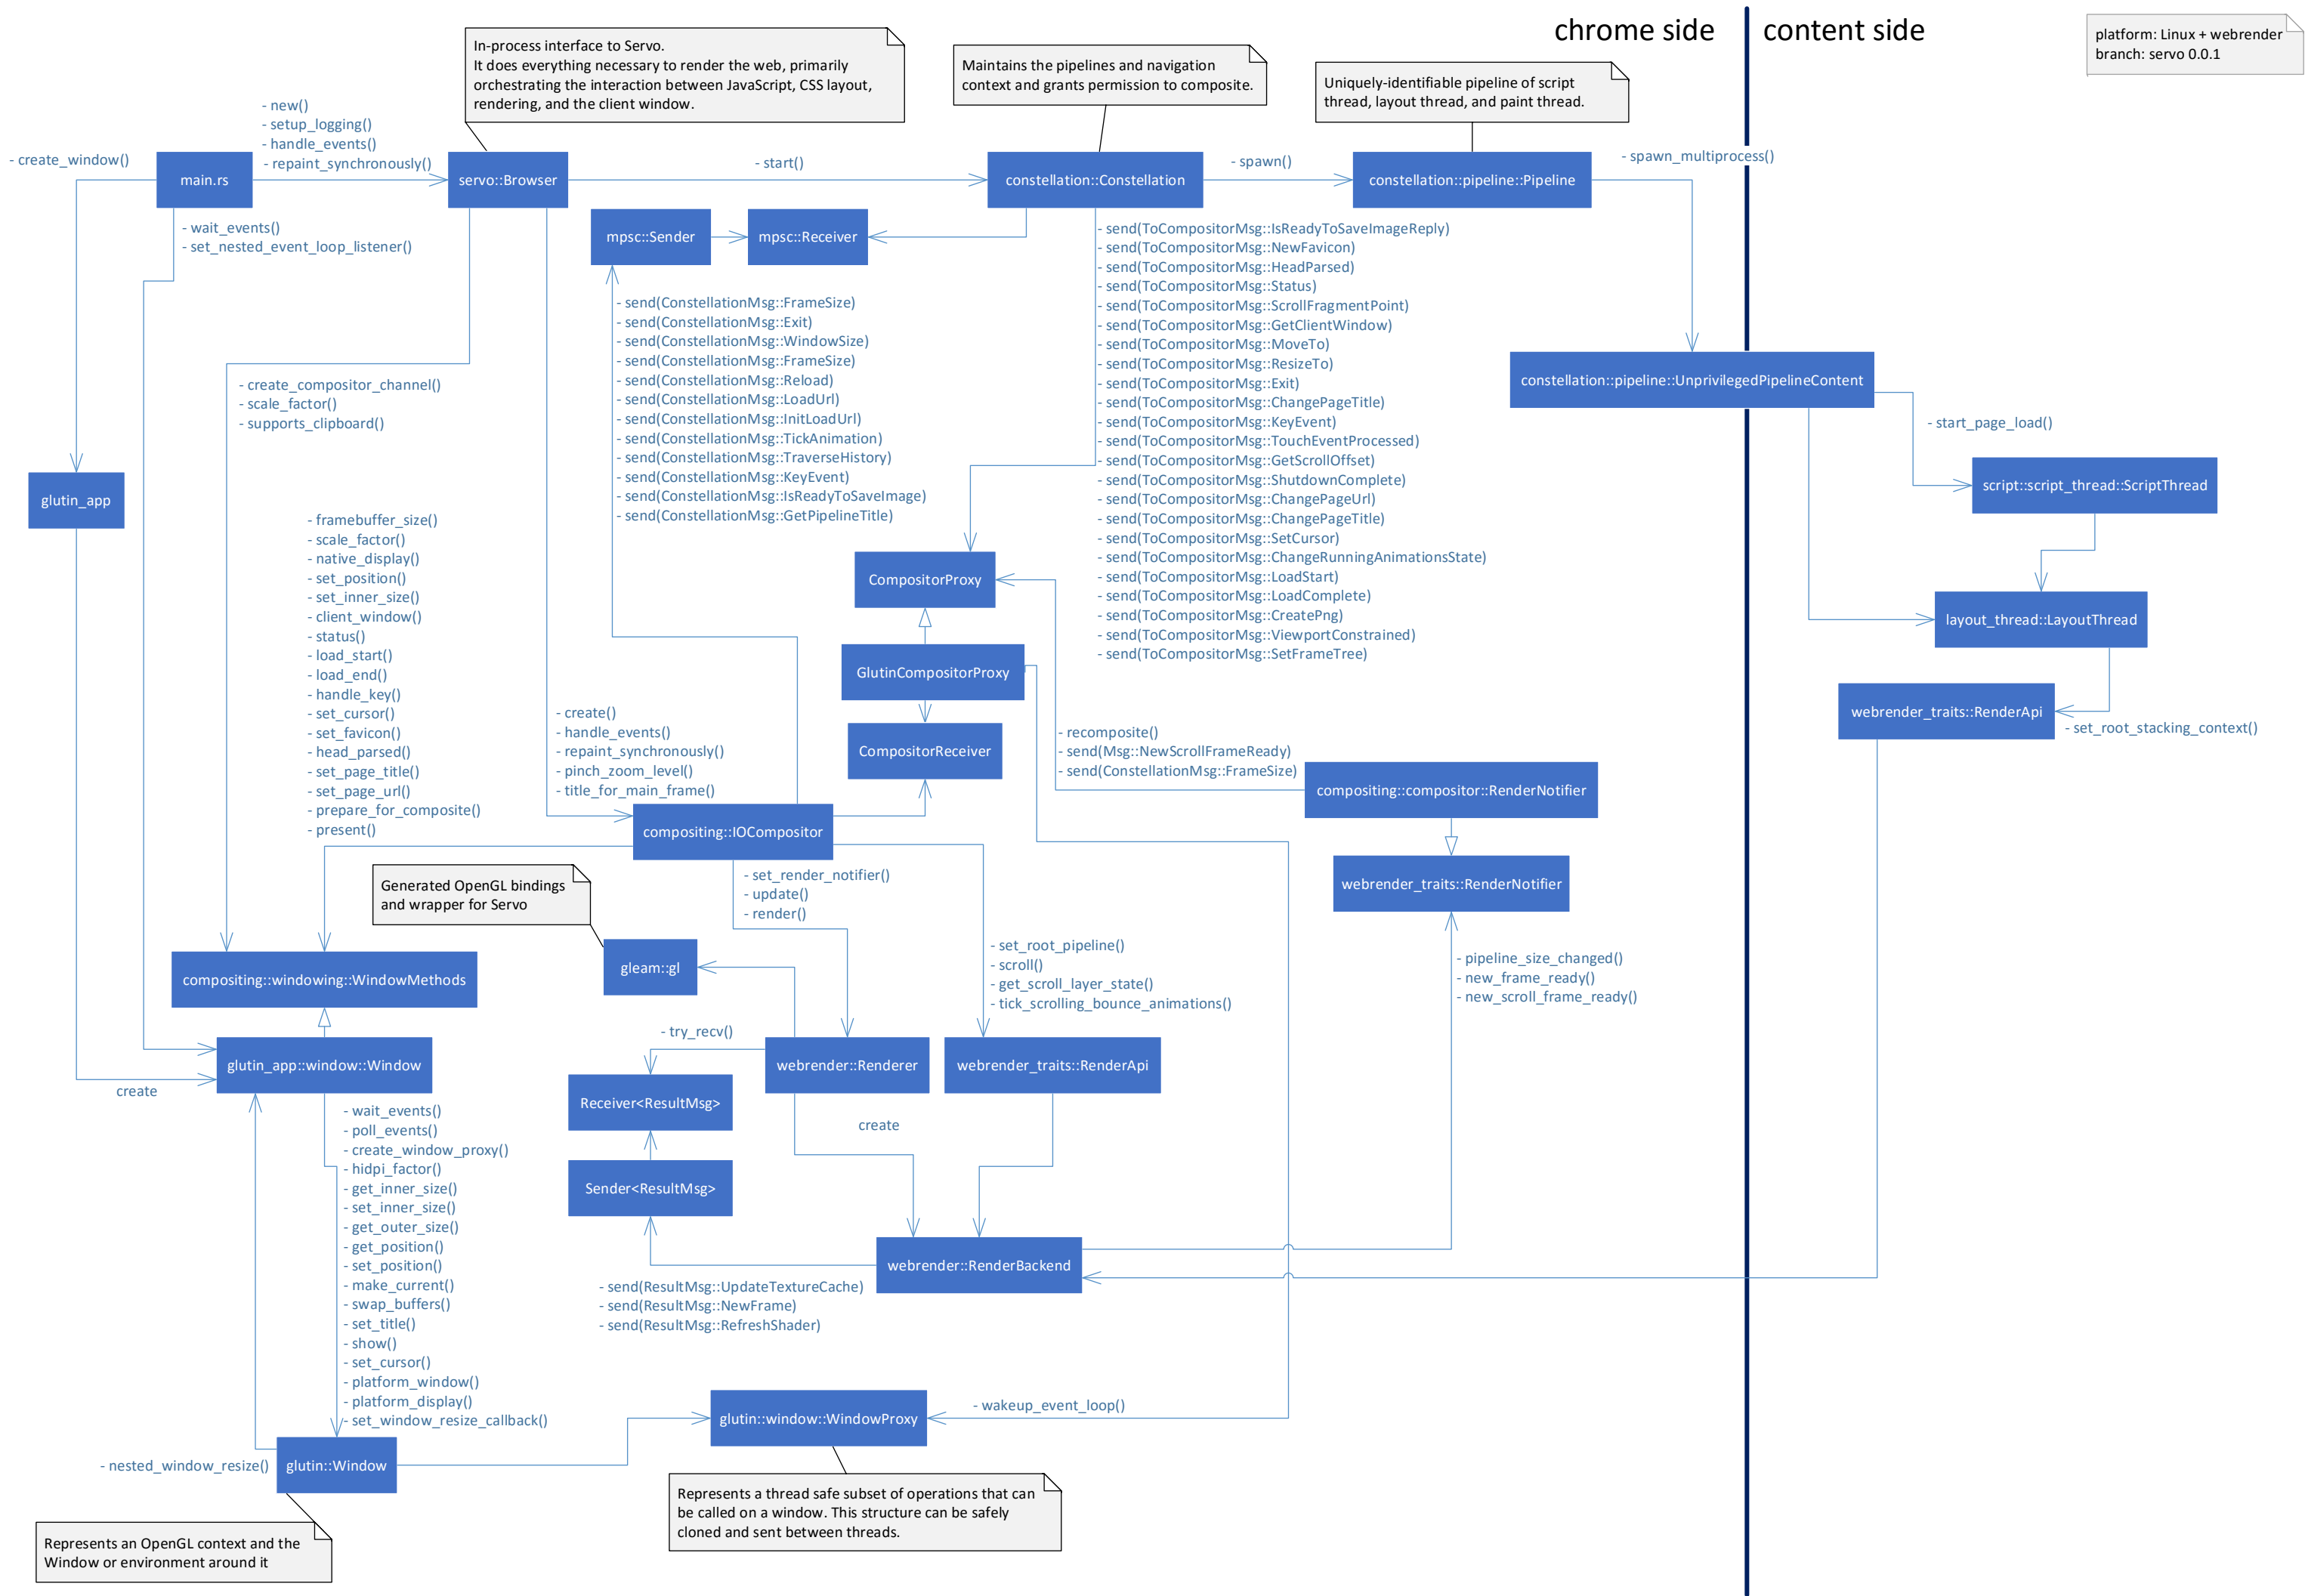 chrome side
content side
platform: Linux + webrender
branch: servo 0.0.1
In-process interface to Servo.
It does everything necessary to render the web, primarily
orchestrating the interaction between JavaScript, CSS layout,
rendering, and the client window.
Maintains the pipelines and navigation
context and grants permission to composite.
Uniquely-identifiable pipeline of script
thread, layout thread, and paint thread.
- new()
- setup_logging()
- handle_events()
- repaint_synchronously()
- create_window()
main.rs
servo::Browser
- start()
constellation::Constellation
- spawn()
constellation::pipeline::Pipeline
- spawn_multiprocess()
- wait_events()
- set_nested_event_loop_listener()
mpsc::Sender
mpsc::Receiver
- send(ToCompositorMsg::IsReadyToSaveImageReply)
- send(ToCompositorMsg::NewFavicon)
- send(ToCompositorMsg::HeadParsed)
- send(ToCompositorMsg::Status)
- send(ToCompositorMsg::ScrollFragmentPoint)
- send(ToCompositorMsg::GetClientWindow)
- send(ToCompositorMsg::MoveTo)
- send(ToCompositorMsg::ResizeTo)
- send(ToCompositorMsg::Exit)
- send(ToCompositorMsg::ChangePageTitle)
- send(ToCompositorMsg::KeyEvent)
- send(ToCompositorMsg::TouchEventProcessed)
- send(ToCompositorMsg::GetScrollOffset)
- send(ToCompositorMsg::ShutdownComplete)
- send(ToCompositorMsg::ChangePageUrl)
- send(ToCompositorMsg::ChangePageTitle)
- send(ToCompositorMsg::SetCursor)
- send(ToCompositorMsg::ChangeRunningAnimationsState)
- send(ToCompositorMsg::LoadStart)
- send(ToCompositorMsg::LoadComplete)
- send(ToCompositorMsg::CreatePng)
- send(ToCompositorMsg::ViewportConstrained)
- send(ToCompositorMsg::SetFrameTree)
- send(ConstellationMsg::FrameSize)
- send(ConstellationMsg::Exit)
- send(ConstellationMsg::WindowSize)
- send(ConstellationMsg::FrameSize)
- send(ConstellationMsg::Reload)
- send(ConstellationMsg::LoadUrl)
- send(ConstellationMsg::InitLoadUrl)
- send(ConstellationMsg::TickAnimation)
- send(ConstellationMsg::TraverseHistory)
- send(ConstellationMsg::KeyEvent)
- send(ConstellationMsg::IsReadyToSaveImage)
- send(ConstellationMsg::GetPipelineTitle)
- create_compositor_channel()
- scale_factor()
- supports_clipboard()
constellation::pipeline::UnprivilegedPipelineContent
- start_page_load()
script::script_thread::ScriptThread
layout_thread::LayoutThread
webrender_traits::RenderApi
- set_root_stacking_context()
glutin_app
- framebuffer_size()
- scale_factor()
- native_display()
- set_position()
- set_inner_size()
- client_window()
- status()
- load_start()
- load_end()
- handle_key()
- set_cursor()
- set_favicon()
- head_parsed()
- set_page_title()
- set_page_url()
- prepare_for_composite()
- present()
CompositorProxy
GlutinCompositorProxy
CompositorReceiver
- create()
- handle_events()
- repaint_synchronously()
- pinch_zoom_level()
- title_for_main_frame()
- recomposite()
- send(Msg::NewScrollFrameReady)
- send(ConstellationMsg::FrameSize)
compositing::compositor::RenderNotifier
compositing::IOCompositor
webrender_traits::RenderNotifier
- set_render_notifier()
- update()
- render()
Generated OpenGL bindings
and wrapper for Servo
gleam::gl
- set_root_pipeline()
- scroll()
- get_scroll_layer_state()
- tick_scrolling_bounce_animations()
- pipeline_size_changed()
- new_frame_ready()
- new_scroll_frame_ready()
compositing::windowing::WindowMethods
glutin_app::window::Window
create
- try_recv()
webrender::Renderer
webrender_traits::RenderApi
Receiver<ResultMsg>
create
Sender<ResultMsg>
webrender::RenderBackend
- send(ResultMsg::UpdateTextureCache)
- send(ResultMsg::NewFrame)
- send(ResultMsg::RefreshShader)
- wait_events()
- poll_events()
- create_window_proxy()
- hidpi_factor()
- get_inner_size()
- set_inner_size()
- get_outer_size()
- get_position()
- set_position()
- make_current()
- swap_buffers()
- set_title()
- show()
- set_cursor()
- platform_window()
- platform_display()
- set_window_resize_callback()
glutin::window::WindowProxy
- wakeup_event_loop()
- nested_window_resize()
glutin::Window
Represents a thread safe subset of operations that can
be called on a window. This structure can be safely
cloned and sent between threads.
Represents an OpenGL context and the
Window or environment around it